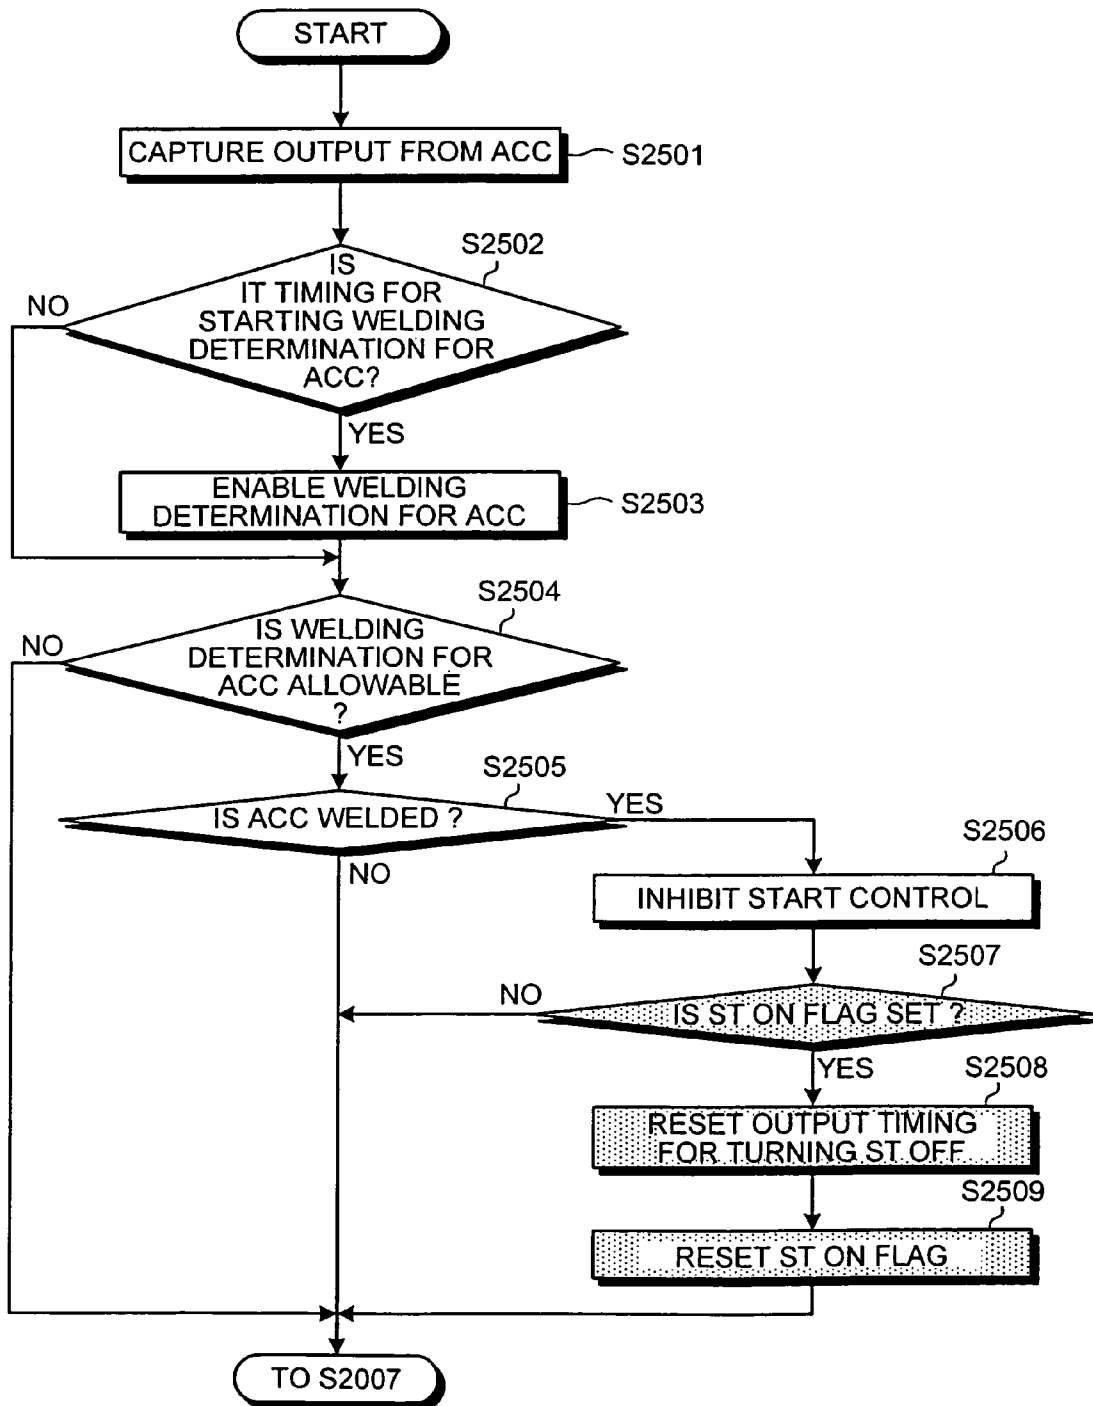 START
CAPTURE OUTPUT FROM ACC
S2501
S2502
IS
IT TIMING FOR
STARTING WELDING
DETERMINATION FOR
ACC?
NO
YES
ENABLE WELDING
DETERMINATION FOR ACC
S2503
S2504
IS WELDING
DETERMINATION FOR
ACC ALLOWABLE
?
NO
YES
S2505
IS ACC WELDED ?
YES
NO
S2506
INHIBIT START CONTROL
S2507
IS ST ON FLAG SET ?
NO
YES
S2508
RESET OUTPUT TIMING
FOR TURNING ST OFF
S2509
RESET ST ON FLAG
TO S2007